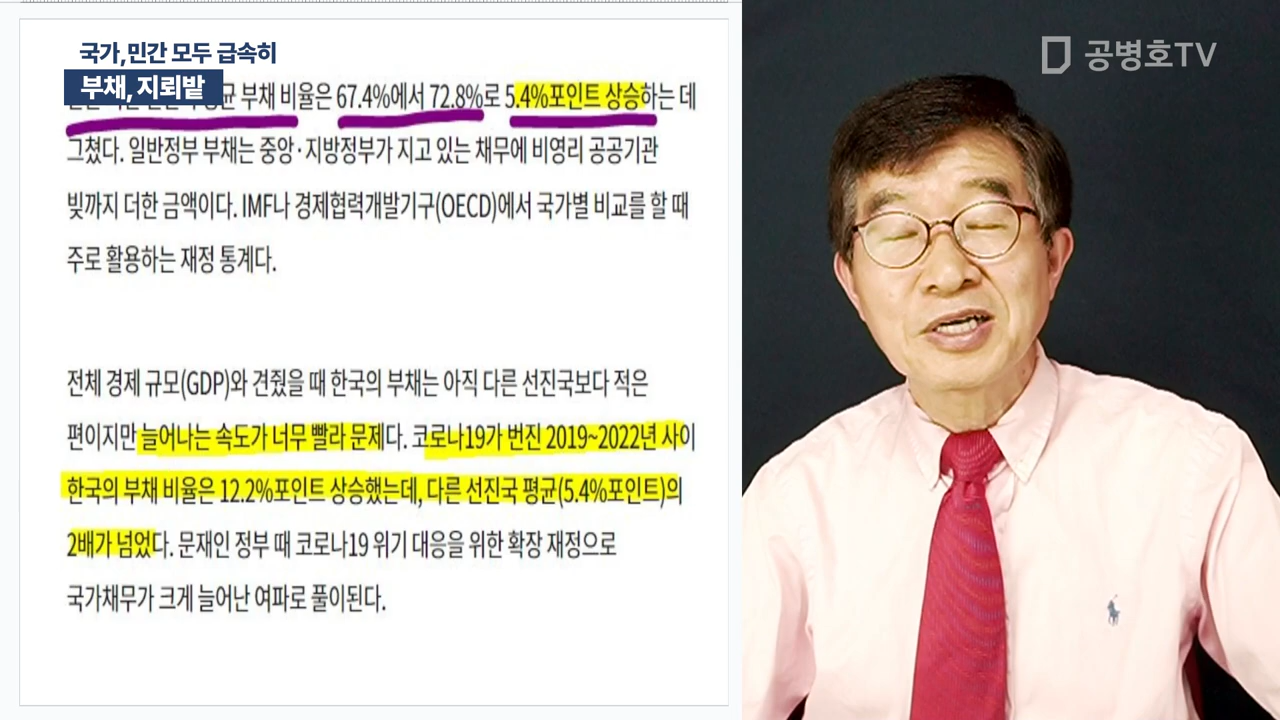 국가,민간 모두 급속히
부채, 지뢰밭
공병호TV
부채 비율은 67.4%에서 72.8%로 5.4%포인트 상승하는 데
그쳤다. 일반정부 부채는 중앙·지방정부가 지고 있는 채무에 비영리 공공기관
빚까지 더한 금액이다. IMF나 경제협력개발기구(OECD)에서 국가별 비교를 할 때
주로 활용하는 재정 통계다.
전체 경제 규모(GDP)와 견줬을 때 한국의 부채는 아직 다른 선진국보다 적은
편이지만 늘어나는 속도가 너무 빨라 문제다. 코로나19가 번진 2019~2022년 사이
한국의 부채 비율은 12.2%포인트 상승했는데, 다른 선진국 평균(5.4%포인트)의
2배가 넘었다. 문재인 정부 때 코로나19 위기 대응을 위한 확장 재정으로
국가채무가 크게 늘어난 여파로 풀이된다.